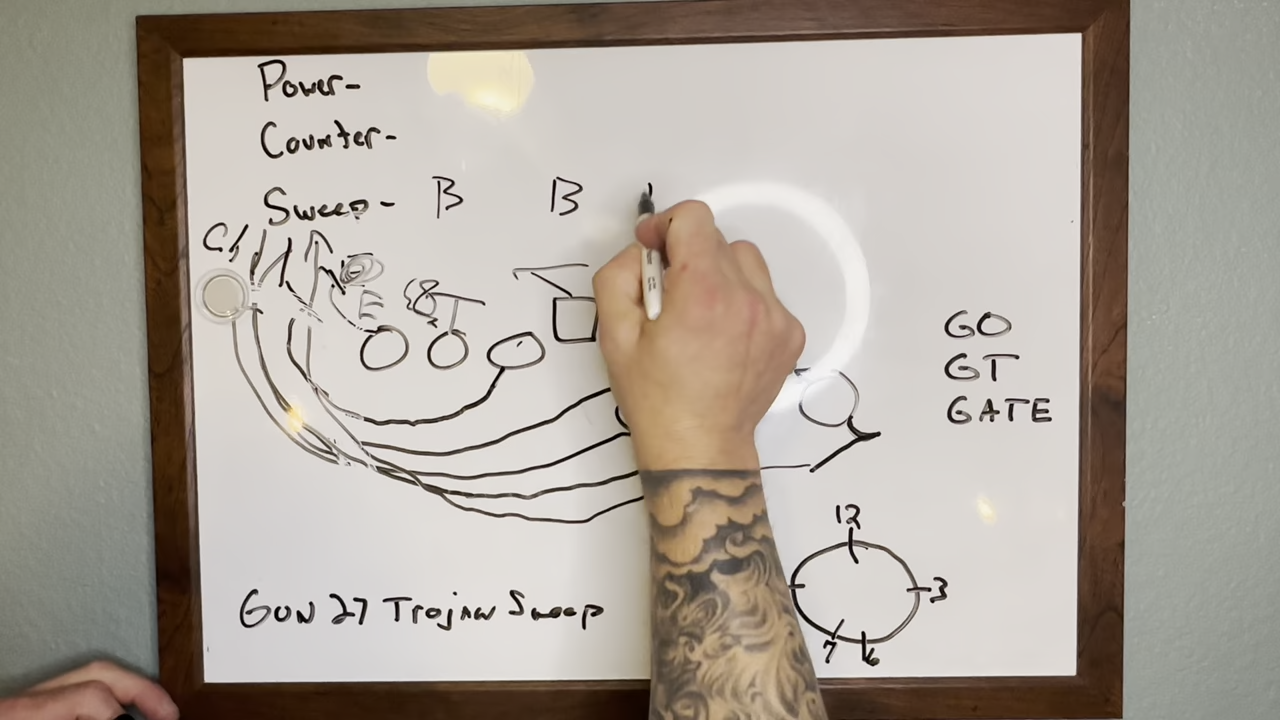 Power-
Counter-
Sweep- B B
C
E
B
GO
GT
GATE
12
3
7 6
Gun 27 Trojan Sweep